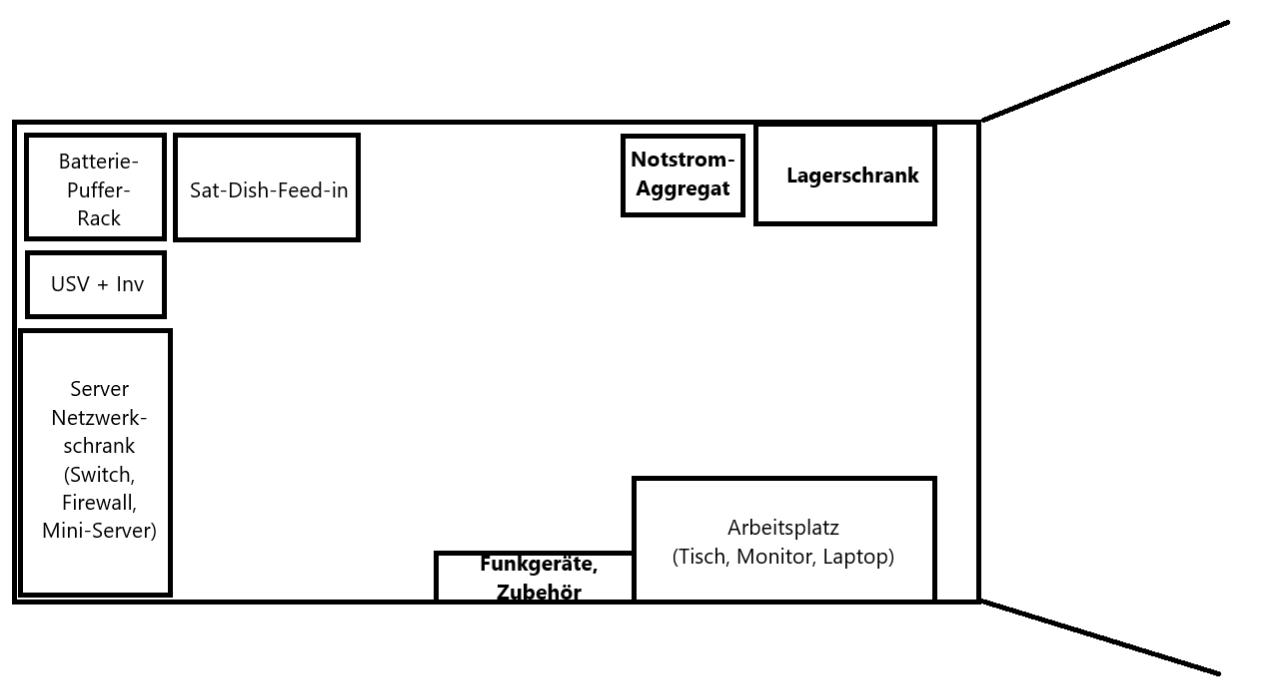 Batterie-
Puffer-
Rack
Sat-Dish-Feed-in
Notstrom-
Aggregat
Lagerschrank
USV + Inv
Server
Netzwerk-
schrank
(Switch,
Firewall,
Mini-Server)
Funkgeräte,
Zubehör
Arbeitsplatz
(Tisch, Monitor, Laptop)